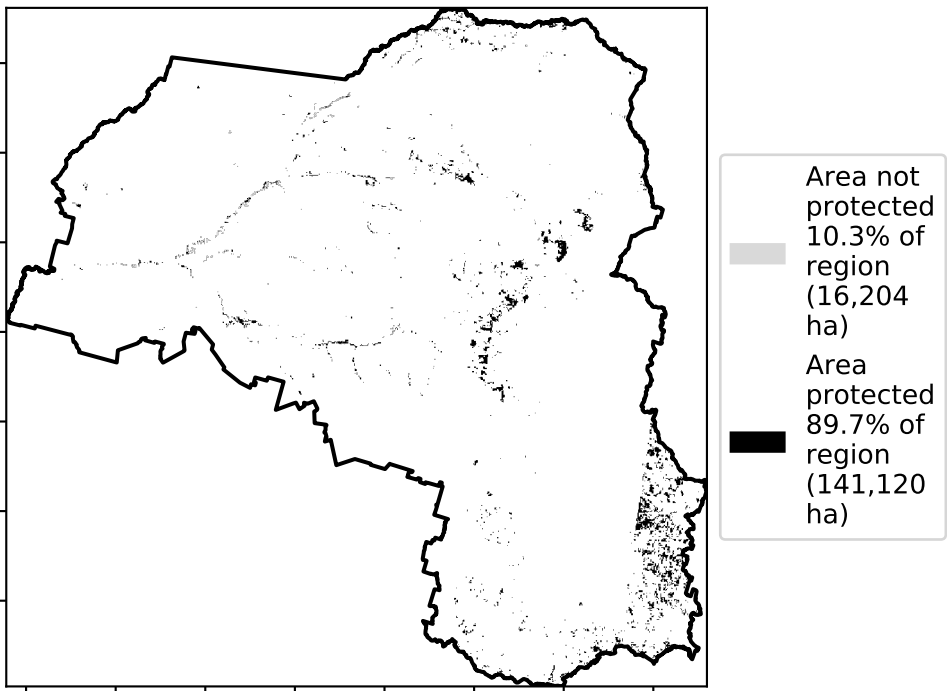 Area not
protected
10.3% of
region
(16,204
ha)
Area
protected
89.7% of
region
(141,120
ha)